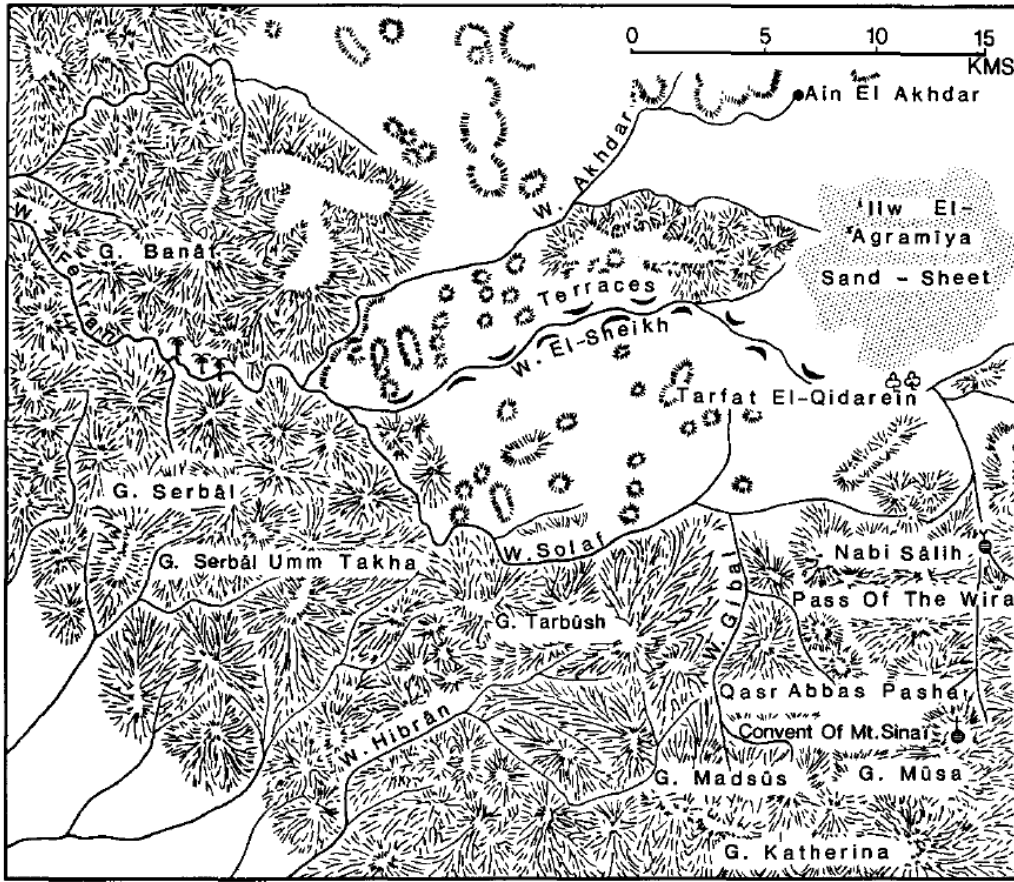 0 5 10 15
KMS
Ain El Akhdar
W. Akhdar
'Ilw El-
'Agramîya
Sand - Sheet
W. Feiran
G. Banât
Terraces
W. El-Sheikh
Tarfat El-Qidarein
G. Serbâl
W. Solaf
Nabi Sâlih
G. Serbâl Umm Takha
Pass Of The Wira
G. Tarbûsh
W. Gibal
Qasr Abbas Pasha
Convent Of Mt. Sinai
W. Hibrân
G. Madsûs
G. Mûsa
G. Katherina